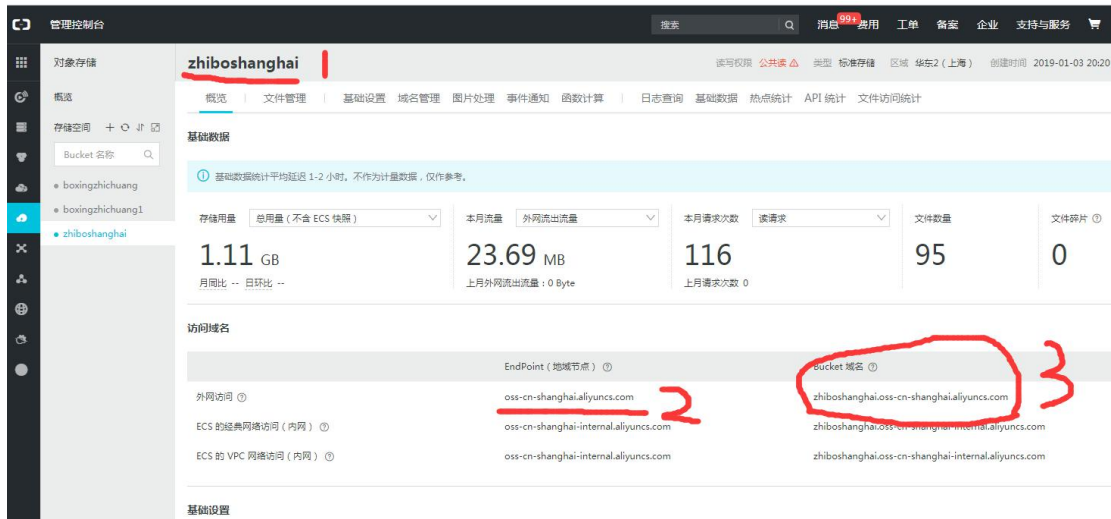 管理控制台 搜索 消息 99+ 费用 工单 备案 企业 支持与服务
对象存储 zhiboshanghai 1 读写权限 公共读 类型 标准存储 区域 华东2（上海） 创建时间 2019-01-03 20:20
概览 概览 文件管理 基础设置 域名管理 图片处理 事件通知 函数计算 日志查询 基础数据 热点统计 API 统计 文件访问统计
存储空间
基础数据
Bucket 名称
基础数据统计平均延迟 1-2 小时。不作为计量数据，仅作参考。
boxingzhichuang
boxingzhichuang1
zhiboshanghai
存储用量 总用量（不含 ECS 快照） 本月流量 外网流出流量 本月请求次数 读请求 文件数量 文件碎片
1.11 GB 23.69 MB 116 95 0
月同比 -- 日环比 -- 上月外网流出流量：0 Byte 上月请求次数 0
访问域名
EndPoint（地域节点） Bucket 域名 3
外网访问 oss-cn-shanghai.aliyuncs.com 2 zhiboshanghai.oss-cn-shanghai.aliyuncs.com
ECS 的经典网络访问（内网） oss-cn-shanghai-internal.aliyuncs.com zhiboshanghai.oss-cn-shanghai-internal.aliyuncs.com
ECS 的 VPC 网络访问（内网） oss-cn-shanghai-internal.aliyuncs.com zhiboshanghai.oss-cn-shanghai-internal.aliyuncs.com
基础设置